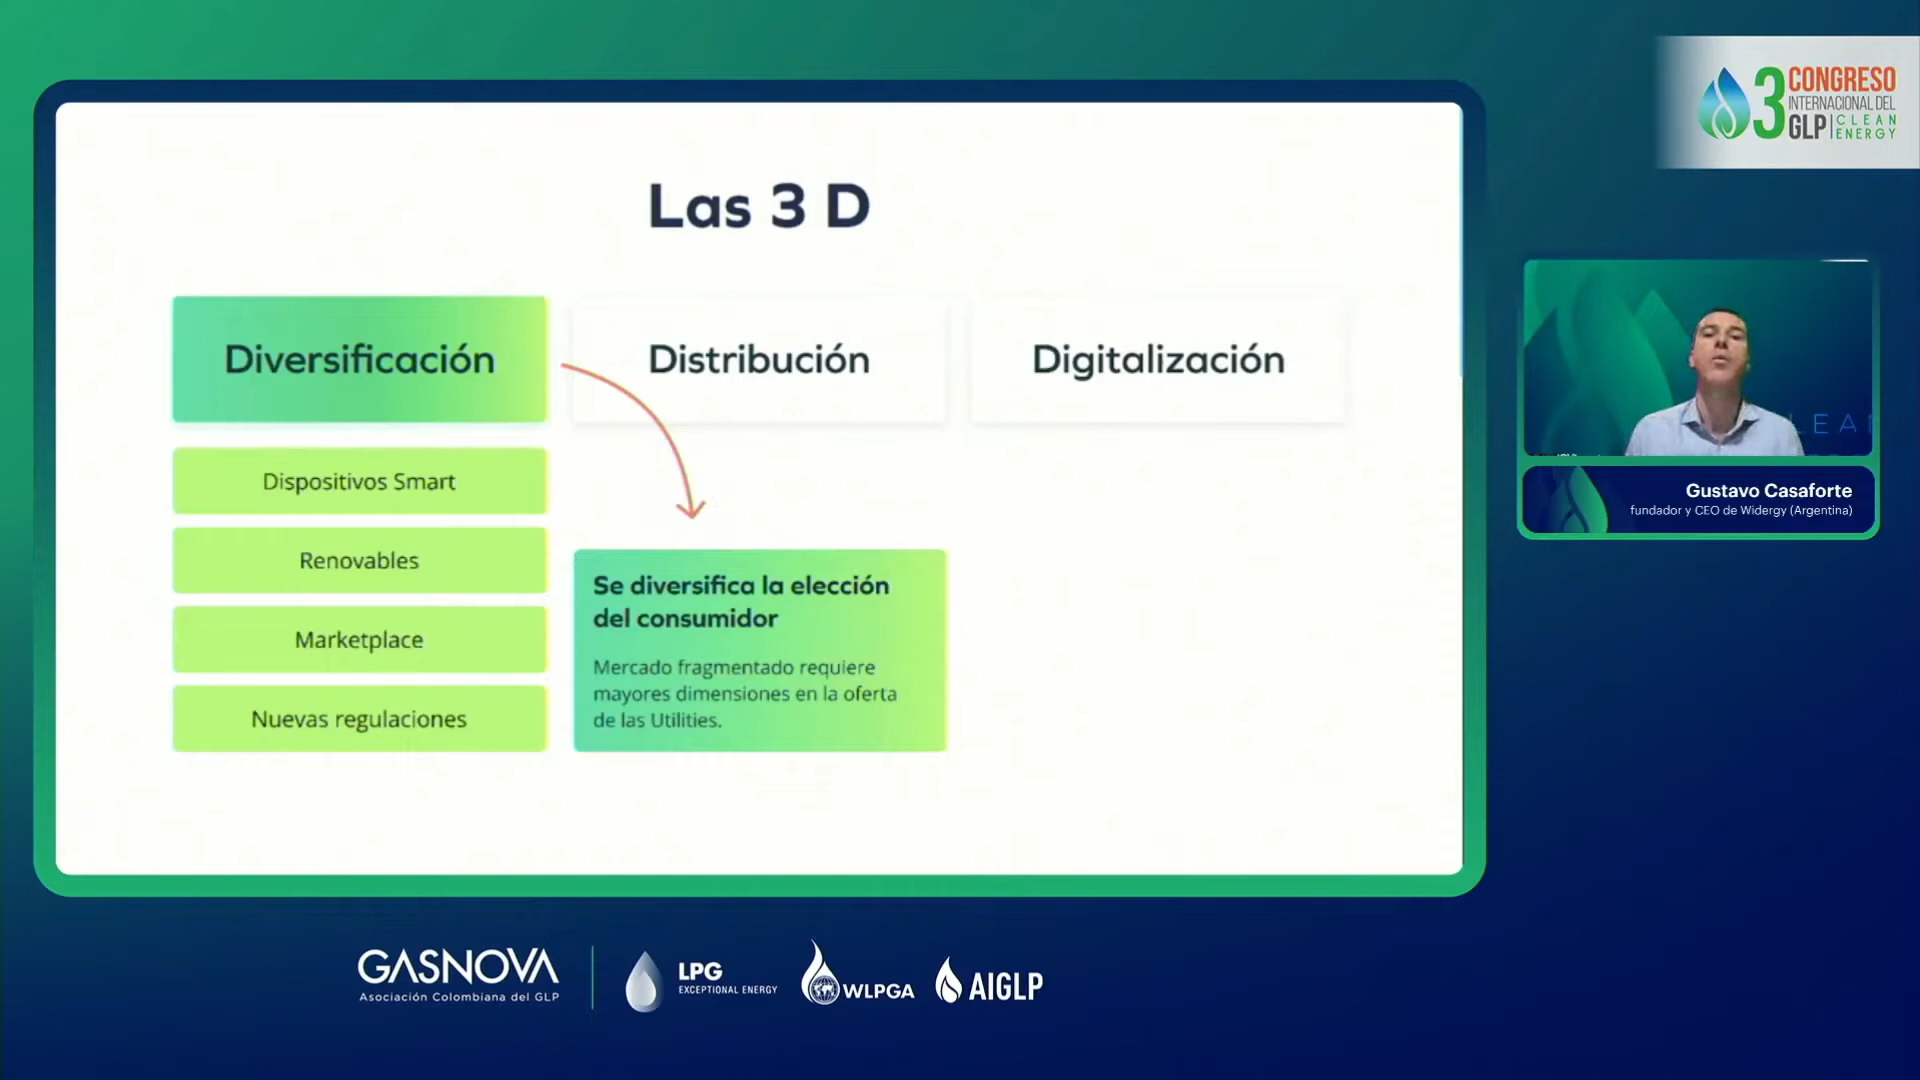 3 CONGRESO
INTERNACIONAL DEL
GLP | CLEAN
ENERGY
Las 3 D
Diversificación
Distribución
Digitalización
Dispositivos Smart
Renovables
Marketplace
Nuevas regulaciones
Se diversifica la elección
del consumidor
Mercado fragmentado requiere
mayores dimensiones en la oferta
de las Utilities.
LEA
Gustavo Casaforte
fundador y CEO de Widergy (Argentina)
GASNOVA
Asociación Colombiana del GLP
LPG
EXCEPTIONAL ENERGY
WLPGA
AIGLP